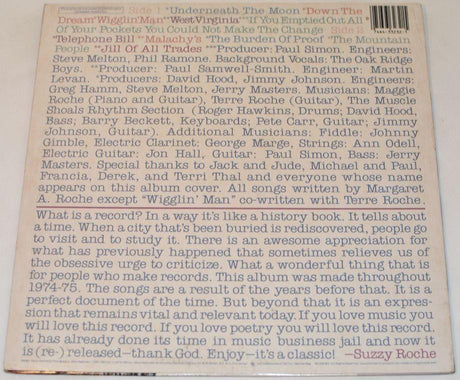 Side 1 "Underneath The Moon "Down The
Dream "Wigglin' Man "West Virginia "If You Emptied Out All
Of Your Pockets You Could Not Make The Change Side 2
"Telephone Bill "Malachy's "The Burden Of Proof "The Mountain
People "Jill Of All Trades "Producer: Paul Simon. Engineers:
Steve Melton, Phil Ramone. Background Vocals: The Oak Ridge
Boys. "Producer: Paul Samwell-Smith. Engineer: Martin
Levan. "Producers: David Hood, Jimmy Johnson. Engineers:
Greg Hamm, Steve Melton, Jerry Masters. Musicians: Maggie
Roche (Piano and Guitar), Terre Roche (Guitar), The Muscle
Shoals Rhythm Section (Roger Hawkins, Drums; David Hood,
Bass; Barry Beckett, Keyboards; Pete Carr, Guitar; Jimmy
Johnson, Guitar). Additional Musicians: Fiddle: Johnny
Gimble, Electric Clarinet: George Marge, Strings: Ann Odell,
Electric Guitar: Jon Hall, Guitar: Paul Simon, Bass: Jerry
Masters. Special thanks to Jack and Jude, Michael and Paul,
Francia, Derek, and Terri Thal and everyone whose name
appears on this album cover. All songs written by Margaret
A. Roche except "Wigglin' Man" co-written with Terre Roche.
What is a record? In a way it's like a history book. It tells about
a time. When a city that's been buried is rediscovered, people go
to visit and to study it. There is an awesome appreciation for
what has previously happened that sometimes relieves us of
the obsessive urge to criticize. What a wonderful thing that is
for people who make records. This album was made throughout
1974-75. The songs are a result of the years before that. It is a
perfect document of the time. But beyond that it is an expres-
sion that remains vital and relevant today. If you love music you
will love this record. If you love poetry you will love this record.
It has already done its time in music business jail and now it
is (re-) released—thank God. Enjoy—it's a classic! —Suzzy Roche